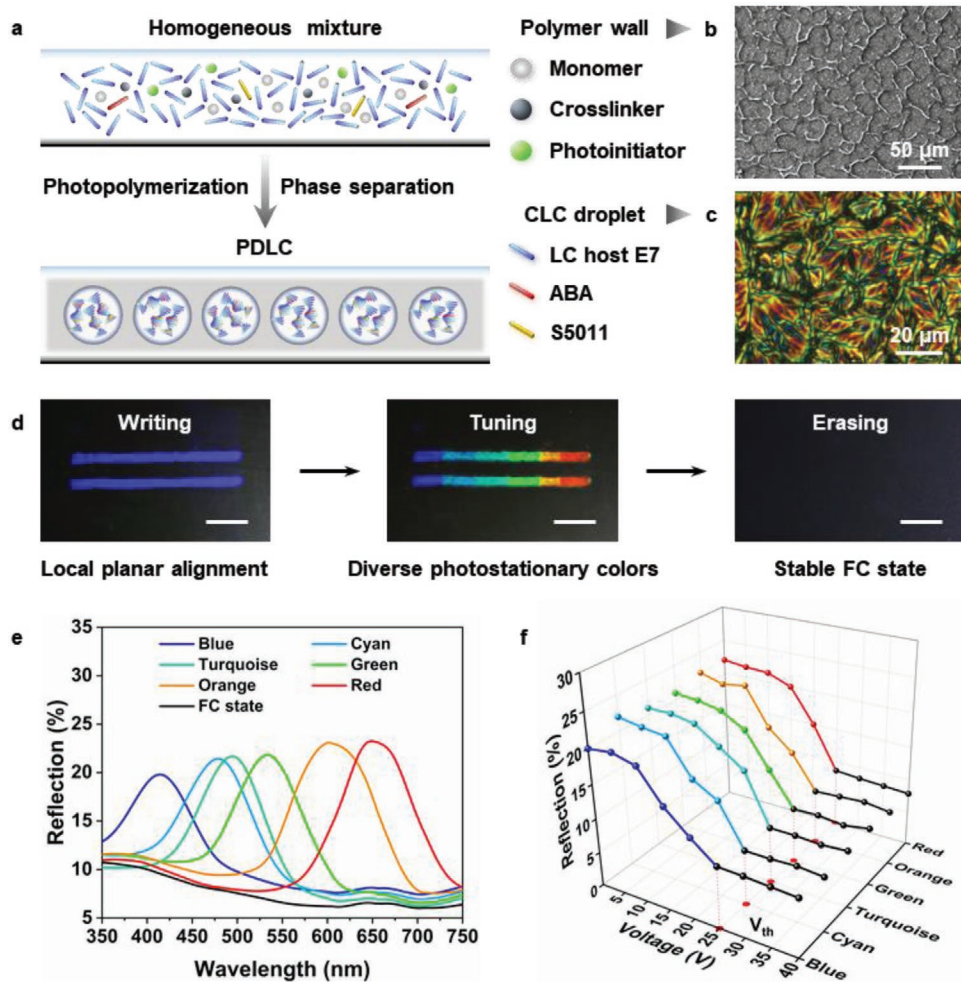 a
Homogeneous mixture
Photopolymerization Phase separation
PDLC
Polymer wall
Monomer
Crosslinker
Photoinitiator
CLC droplet
LC host E7
ABA
S5011
b
50 µm
c
20 µm
d
Writing
Tuning
Erasing
Local planar alignment
Diverse photostationary colors
Stable FC state
e
Reflection (%)
35
30
25
20
15
10
5
Blue
Cyan
Turquoise
Green
Orange
Red
FC state
350 400 450 500 550 600 650 700 750
Wavelength (nm)
f
Reflection (%)
30
25
20
15
10
5
0
5 10 15 20 25 30 35 40
Voltage (V)
Vth
Red
Orange
Green
Turquoise
Cyan
Blue